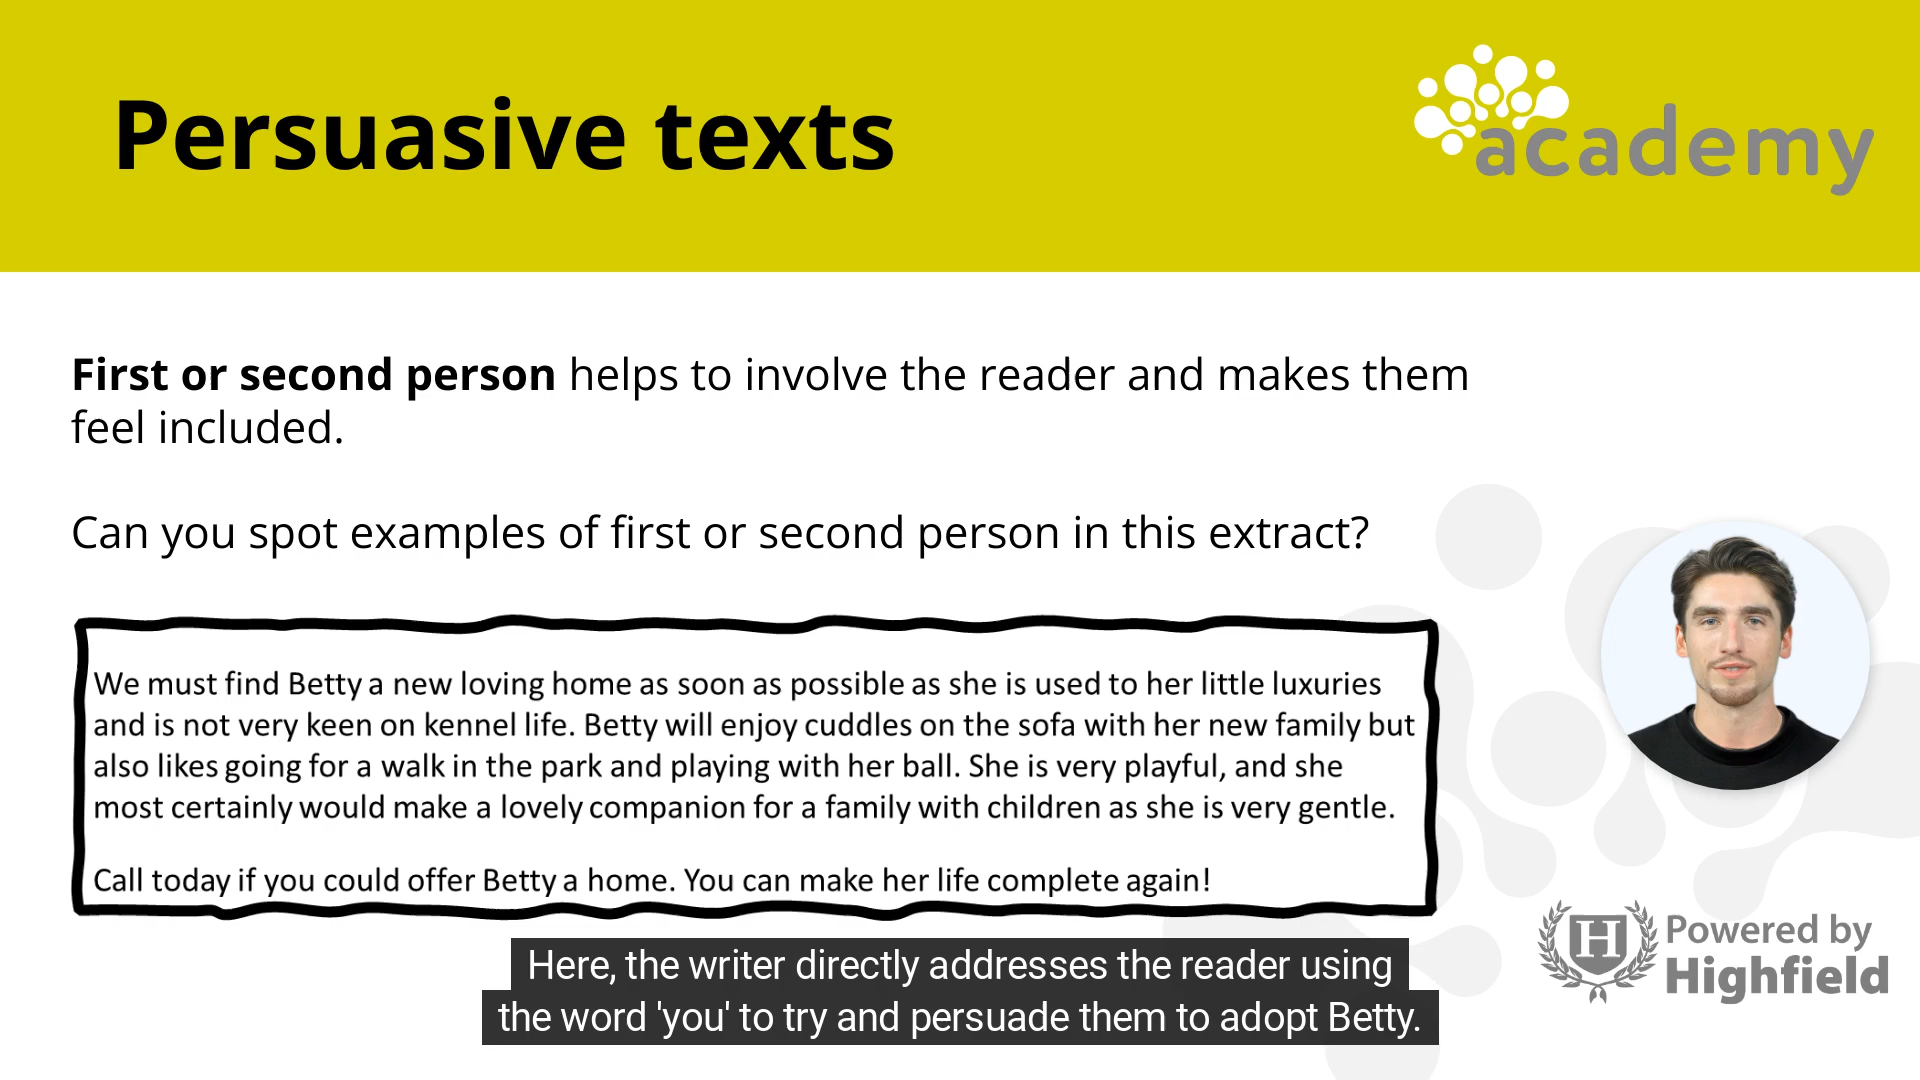 Persuasive texts
academy
First or second person helps to involve the reader and makes them
feel included.
Can you spot examples of first or second person in this extract?
We must find Betty a new loving home as soon as possible as she is used to her little luxuries
and is not very keen on kennel life. Betty will enjoy cuddles on the sofa with her new family but
also likes going for a walk in the park and playing with her ball. She is very playful, and she
most certainly would make a lovely companion for a family with children as she is very gentle.
Call today if you could offer Betty a home. You can make her life complete again!
H
Powered by
Highfield
Here, the writer directly addresses the reader using
the word 'you' to try and persuade them to adopt Betty.